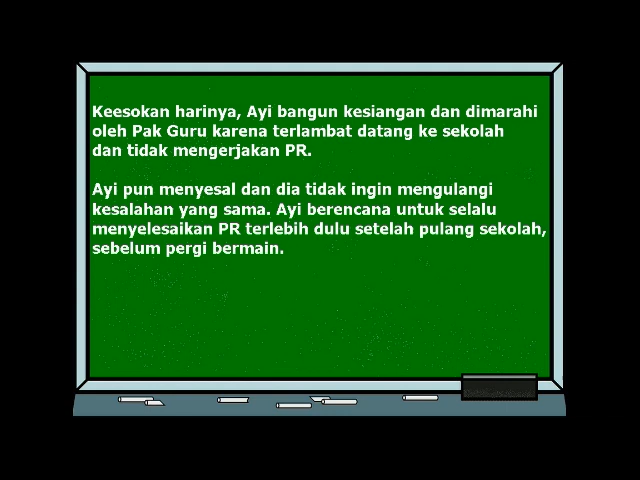 Keesokan harinya, Ayi bangun kesiangan dan dimarahi
oleh Pak Guru karena terlambat datang ke sekolah
dan tidak mengerjakan PR.
Ayi pun menyesal dan dia tidak ingin mengulangi
kesalahan yang sama. Ayi berencana untuk selalu
menyelesaikan PR terlebih dulu setelah pulang sekolah,
sebelum pergi bermain.